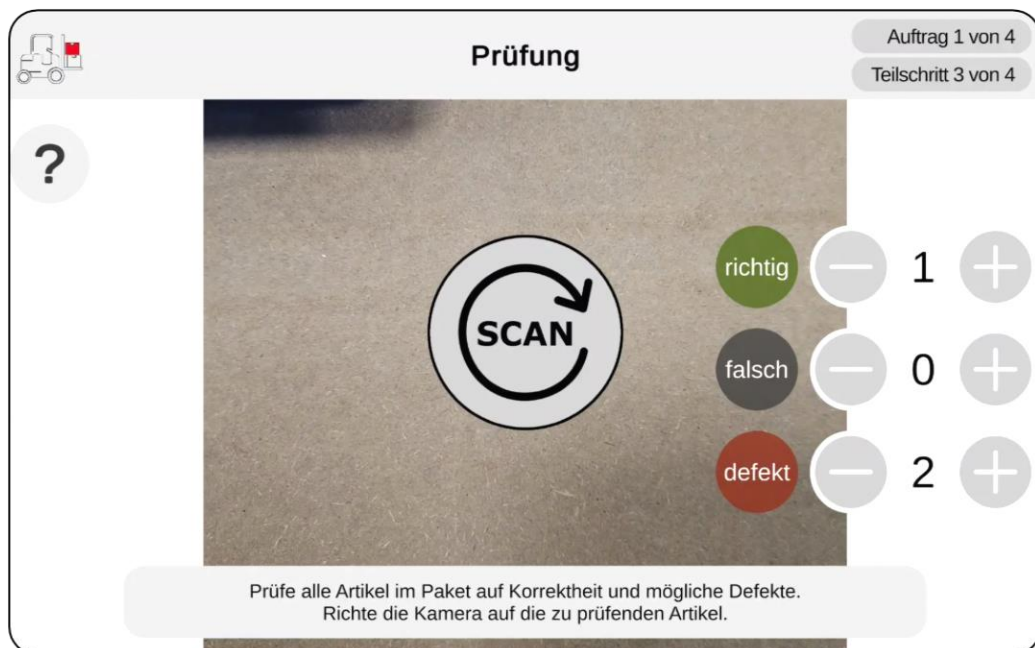 Prüfung
Auftrag 1 von 4
Teilschritt 3 von 4
?
SCAN
richtig
1
falsch
0
defekt
2
Prüfe alle Artikel im Paket auf Korrektheit und mögliche Defekte.
Richte die Kamera auf die zu prüfenden Artikel.